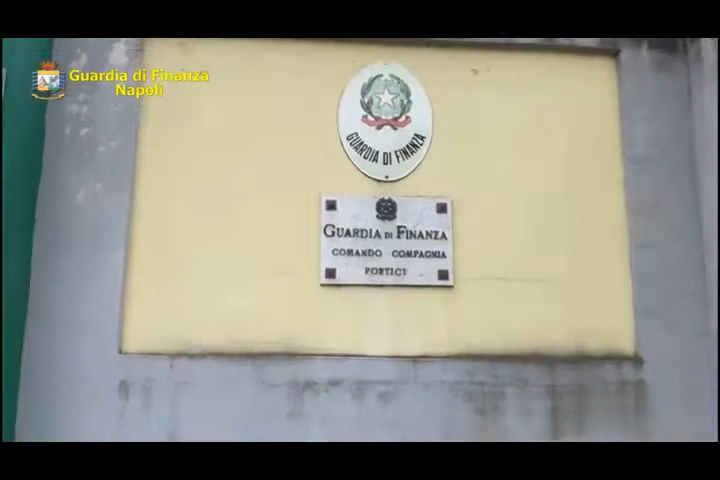 Guardia di Finanza
Napoli
GUARDIA DI FINANZA
GUARDIA DI FINANZA
COMANDO COMPAGNIA
PORTICI